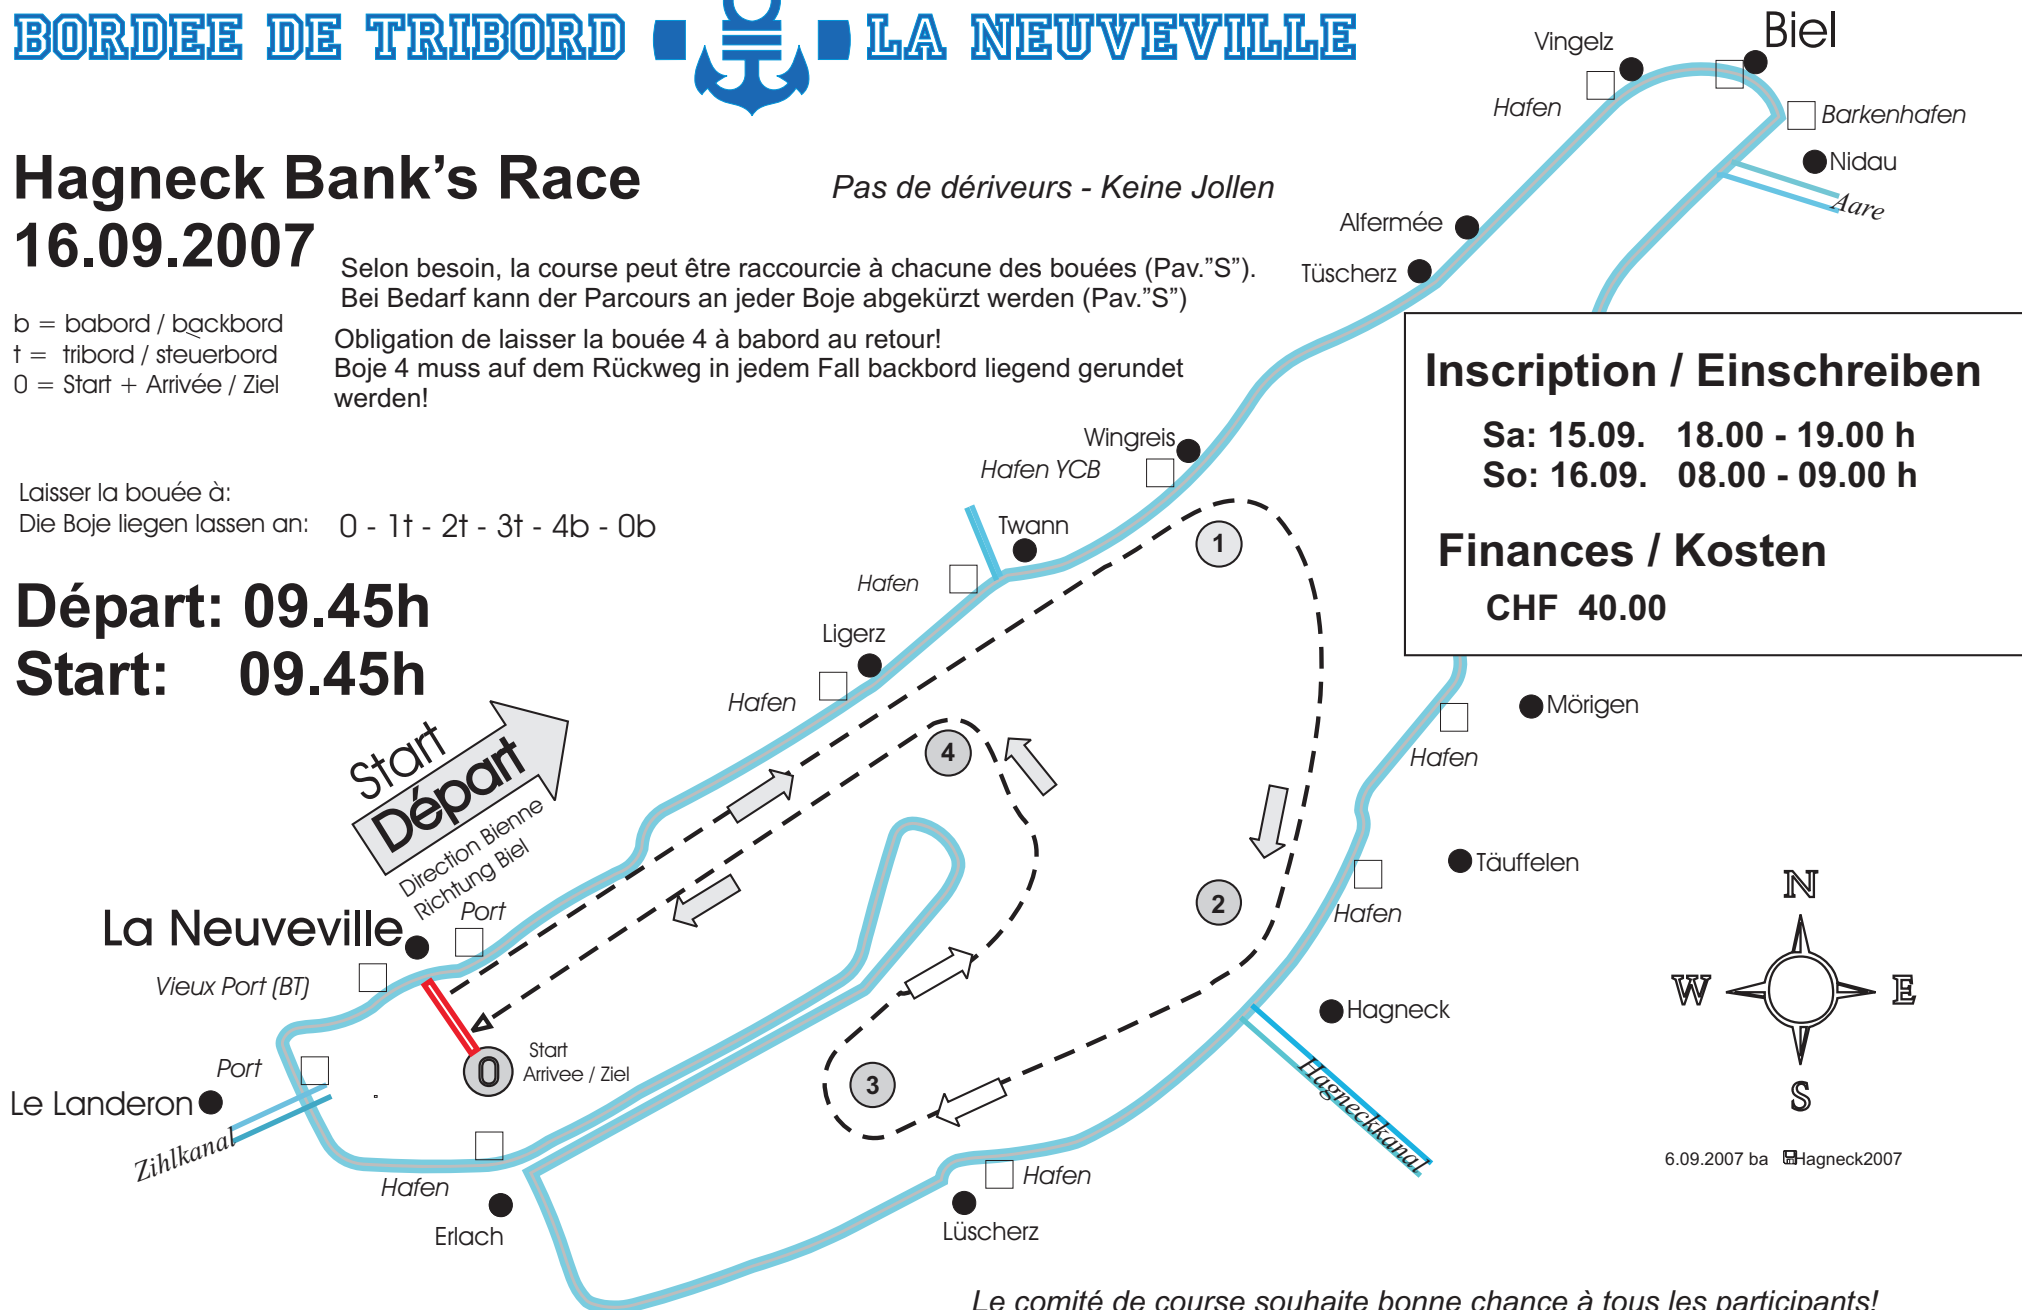 BORDEE DE TRIBORD LA NEUVEVILLE
Hagneck Bank's Race
16.09.2007
Pas de dériveurs - Keine Jollen
Selon besoin, la course peut être raccourcie à chacune des bouées (Pav."S").
Bei Bedarf kann der Parcours an jeder Boje abgekürzt werden (Pav."S")
Obligation de laisser la bouée 4 à babord au retour!
Boje 4 muss auf dem Rückweg in jedem Fall backbord liegend gerundet
werden!
b = babord / backbord
t = tribord / steuerbord
0 = Start + Arrivée / Ziel
Laisser la bouée à:
Die Boje liegen lassen an: 0 - 1t - 2t - 3t - 4b - 0b
Départ: 09.45h
Start: 09.45h
Inscription / Einschreiben
Sa: 15.09. 18.00 - 19.00 h
So: 16.09. 08.00 - 09.00 h
Finances / Kosten
CHF 40.00
Vingelz
Biel
Hafen
Barkenhafen
Nidau
Aare
Alfermée
Tüscherz
Wingreis
Hafen YCB
Twann
Hafen
Ligerz
Hafen
1
Mörigen
Hafen
4
Start
Départ
Direction Bienne
Richtung Biel
Täuffelen
Hafen
2
Port
La Neuveville
Vieux Port (BT)
Hagneck
Hagneckkanal
0
Start
Arrivee / Ziel
3
Port
Le Landeron
Zihlkanal
Hafen
Erlach
Hafen
Lüscherz
N
W
E
S
6.09.2007 ba Hagneck2007
Le comité de course souhaite bonne chance à tous les participants!